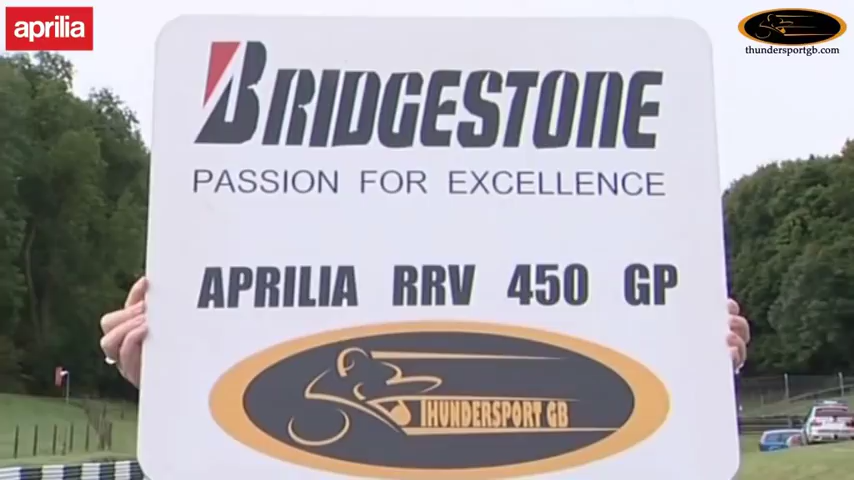 aprilia
thundersportgb.com
BRIDGESTONE
PASSION FOR EXCELLENCE
APRILIA RRV 450 GP
THUNDERSPORT GB